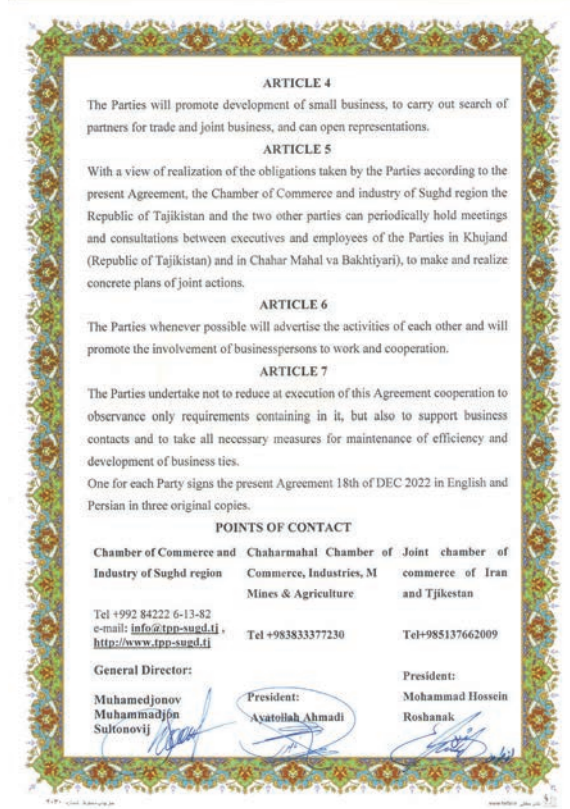 ARTICLE 4
The Parties will promote development of small business, to carry out search of
partners for trade and joint business, and can open representations.
ARTICLE 5
With a view of realization of the obligations taken by the Parties according to the
present Agreement, the Chamber of Commerce and industry of Sughd region the
Republic of Tajikistan and the two other parties can periodically hold meetings
and consultations between executives and employees of the Parties in Khujand
(Republic of Tajikistan) and in Chahar Mahal va Bakhtiyari), to make and realize
concrete plans of joint actions.
ARTICLE 6
The Parties whenever possible will advertise the activities of each other and will
promote the involvement of businesspersons to work and cooperation.
ARTICLE 7
The Parties undertake not to reduce at execution of this Agreement cooperation to
observance only requirements containing in it, but also to support business
contacts and to take all necessary measures for maintenance of efficiency and
development of business ties.
One for each Party signs the present Agreement 18th of DEC 2022 in English and
Persian in three original copies.
POINTS OF CONTACT
Chamber of Commerce and
Industry of Sughd region
Tel +992 84222 6-13-82
e-mail: info@tpp-sugd.tj ,
http://www.tpp-sugd.tj
General Director:
Muhamedjonov
Muhammadjon
Sultonovij
Chaharmahal Chamber of
Commerce, Industries, M
Mines & Agriculture
Tel +983833377230
President:
Ayatollah Ahmadi
Joint chamber of
commerce of Iran
and Tjikestan
Tel+985137662009
President:
Mohammad Hossein
Roshanak